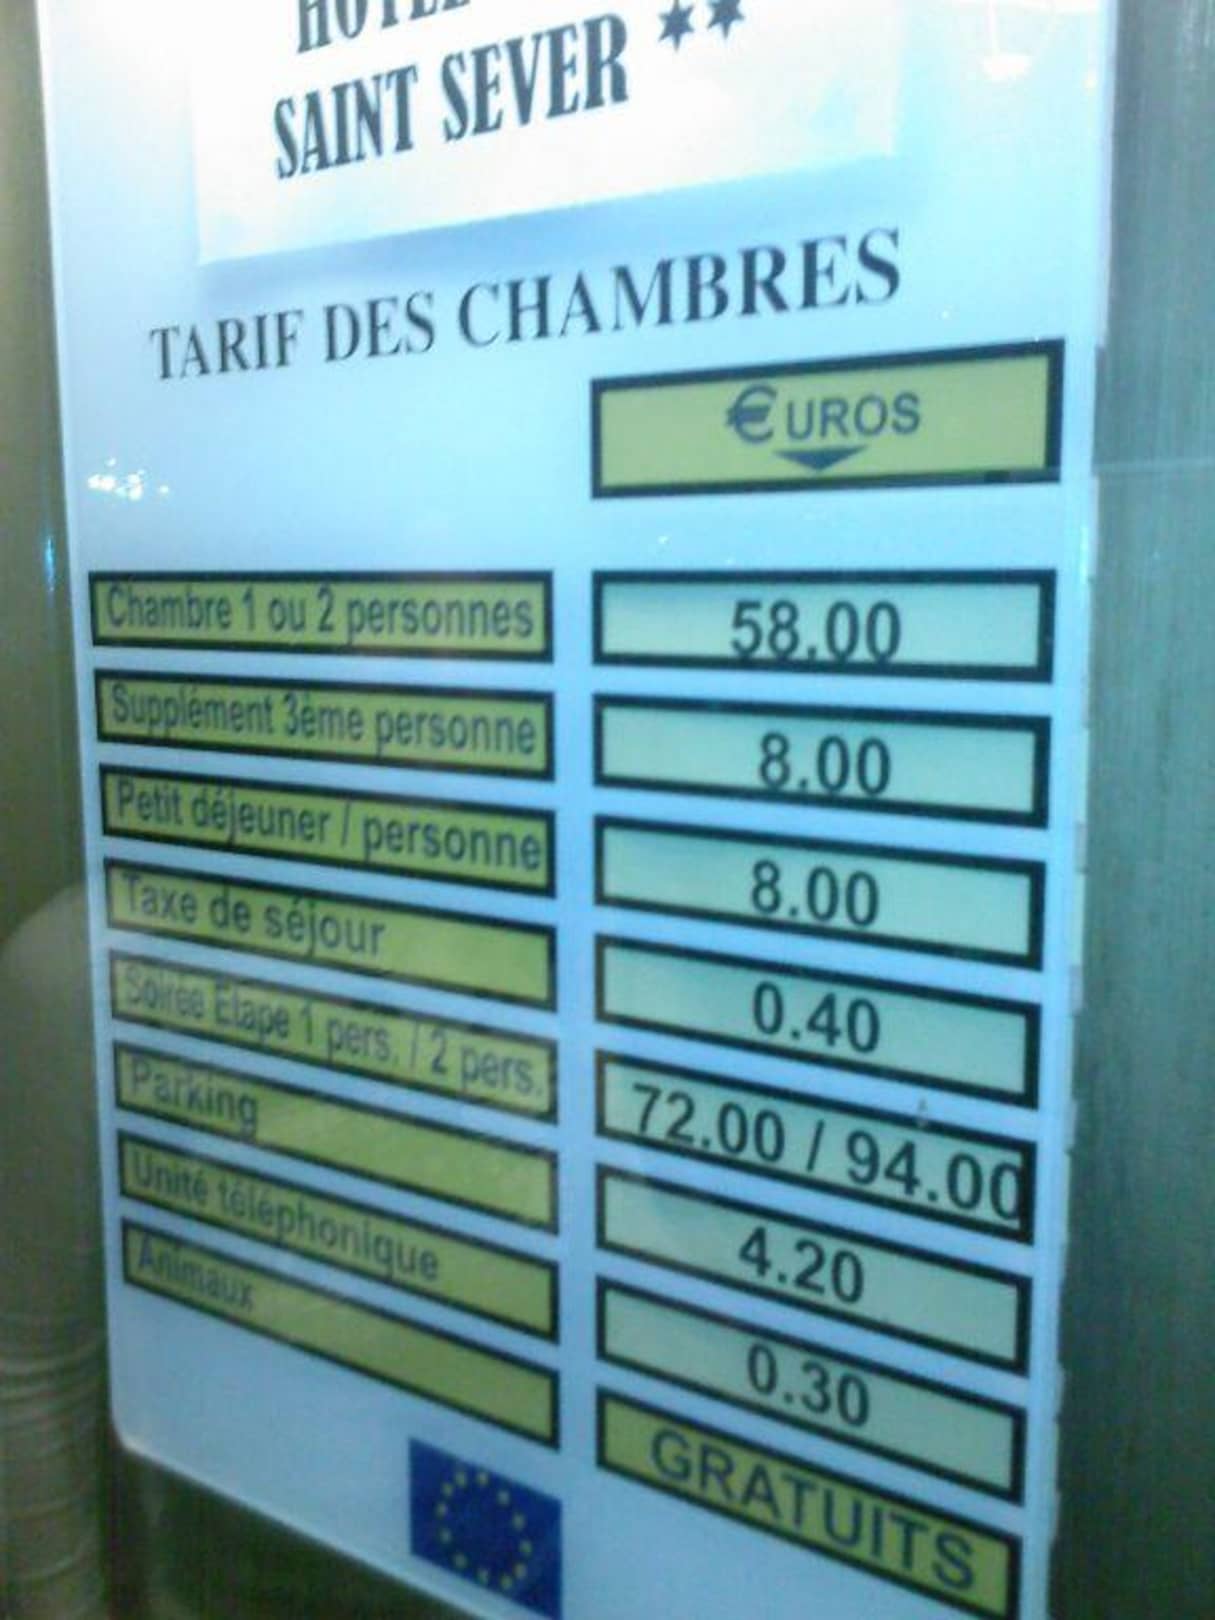 HOTEL
SAINT SEVER **
TARIF DES CHAMBRES
€UROS
Chambre 1 ou 2 personnes 58.00
Supplément 3ème personne 8.00
Petit déjeuner / personne 8.00
Taxe de séjour 0.40
Soirée Etape 1 pers. / 2 pers. 72.00 / 94.00
Parking 4.20
Unité téléphonique 0.30
Animaux GRATUITS